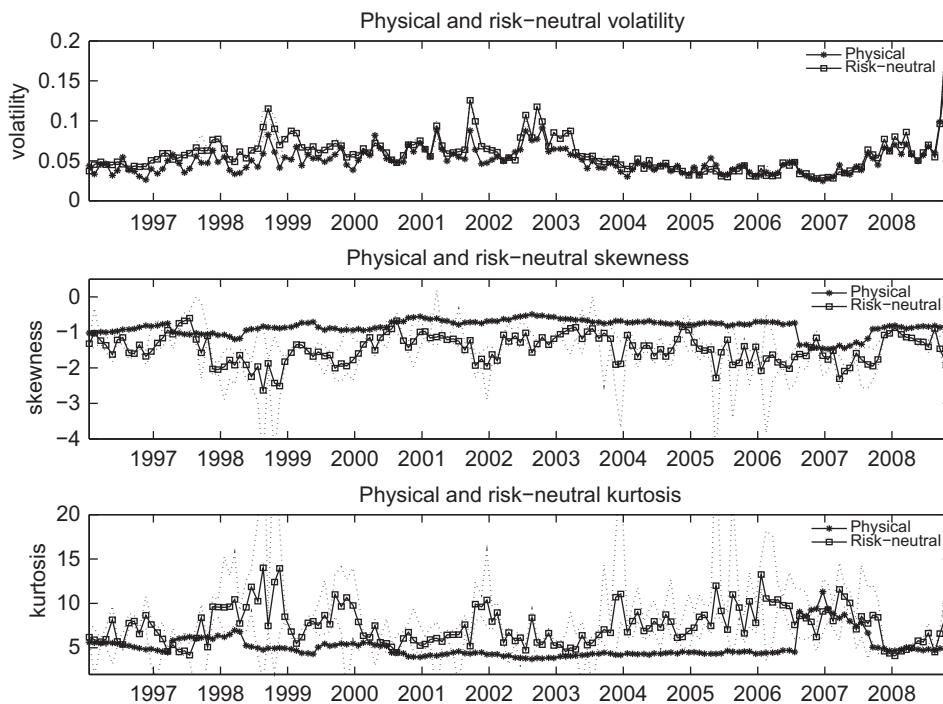 Physical and risk−neutral volatility
0.2
0.15
0.1
0.05
0
volatility
Physical
Risk−neutral
1997 1998 1999 2000 2001 2002 2003 2004 2005 2006 2007 2008
Physical and risk−neutral skewness
0
−1
−2
−3
−4
skewness
Physical
Risk−neutral
1997 1998 1999 2000 2001 2002 2003 2004 2005 2006 2007 2008
Physical and risk−neutral kurtosis
20
15
10
5
kurtosis
Physical
Risk−neutral
1997 1998 1999 2000 2001 2002 2003 2004 2005 2006 2007 2008